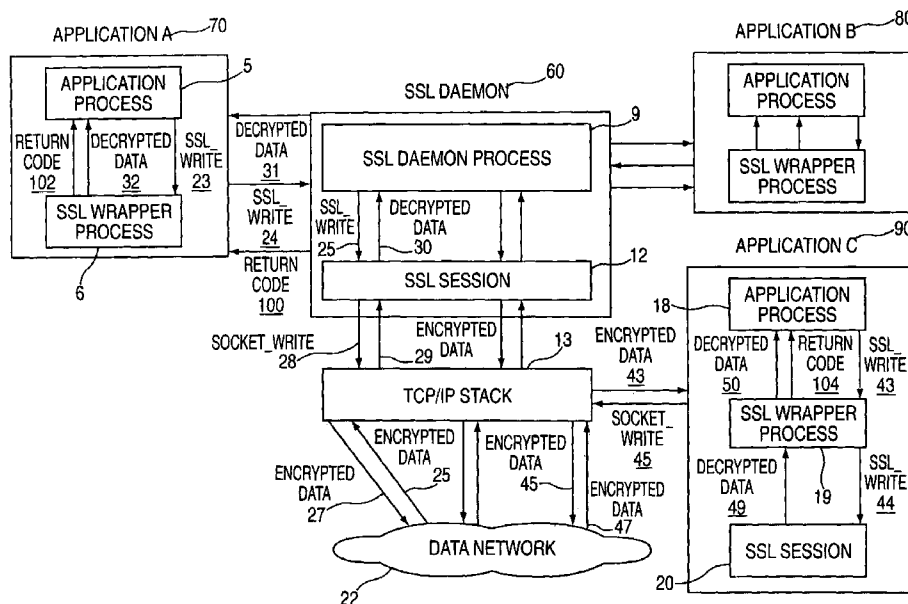 APPLICATION A 70
5
APPLICATION
PROCESS
RETURN
CODE
102
DECRYPTED
DATA
32
SSL_
WRITE
23
SSL WRAPPER
PROCESS
6
DECRYPTED
DATA
31
SSL_
WRITE
24
RETURN
CODE
100
SSL DAEMON 60
9
SSL DAEMON PROCESS
SSL_
WRITE
25
DECRYPTED
DATA
30
12
SSL SESSION
SOCKET_WRITE
28
29
ENCRYPTED
DATA
13
TCP/IP STACK
ENCRYPTED
DATA
27
25
ENCRYPTED
DATA
ENCRYPTED
DATA
45
ENCRYPTED
DATA
47
DATA NETWORK
22
ENCRYPTED
DATA
43
SOCKET_
WRITE
45
APPLICATION B 80
APPLICATION
PROCESS
SSL WRAPPER
PROCESS
APPLICATION C 90
18
APPLICATION
PROCESS
DECRYPTED
DATA
50
RETURN
CODE
104
SSL_
WRITE
43
SSL WRAPPER
PROCESS
19
DECRYPTED
DATA
49
SSL_
WRITE
44
SSL SESSION
20